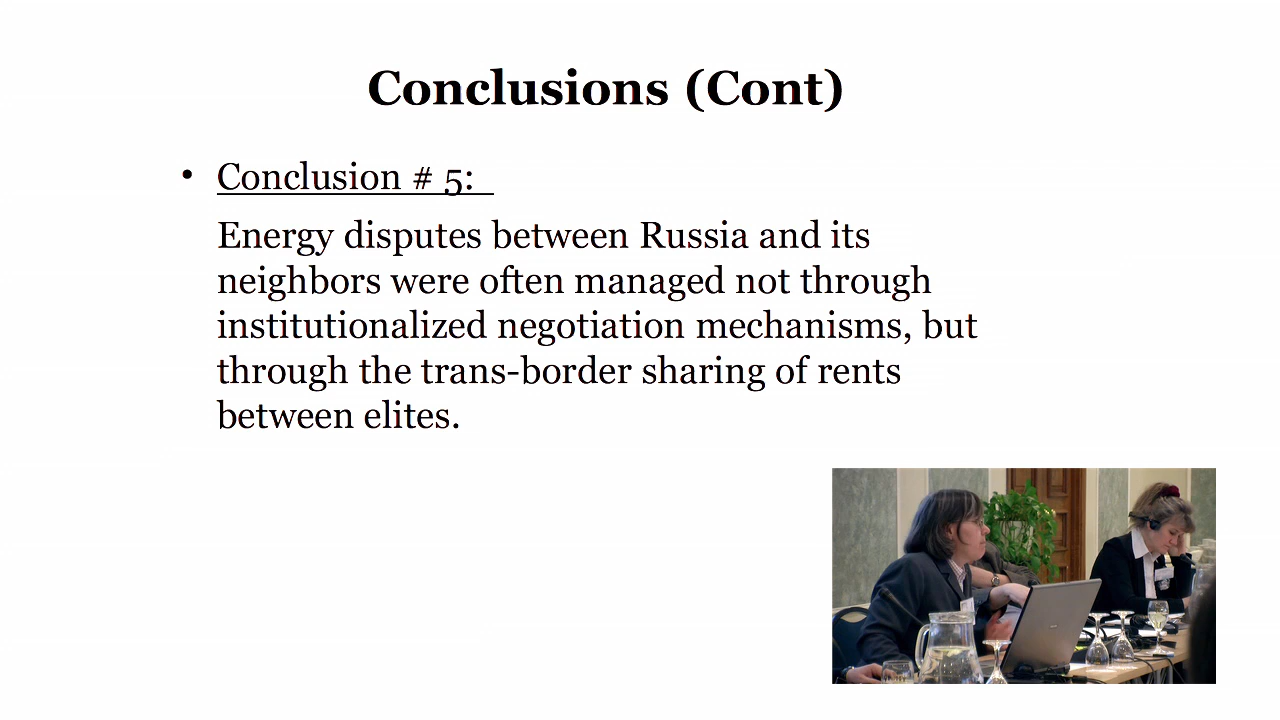 Conclusions (Cont)
• Conclusion # 5:
Energy disputes between Russia and its
neighbors were often managed not through
institutionalized negotiation mechanisms, but
through the trans-border sharing of rents
between elites.